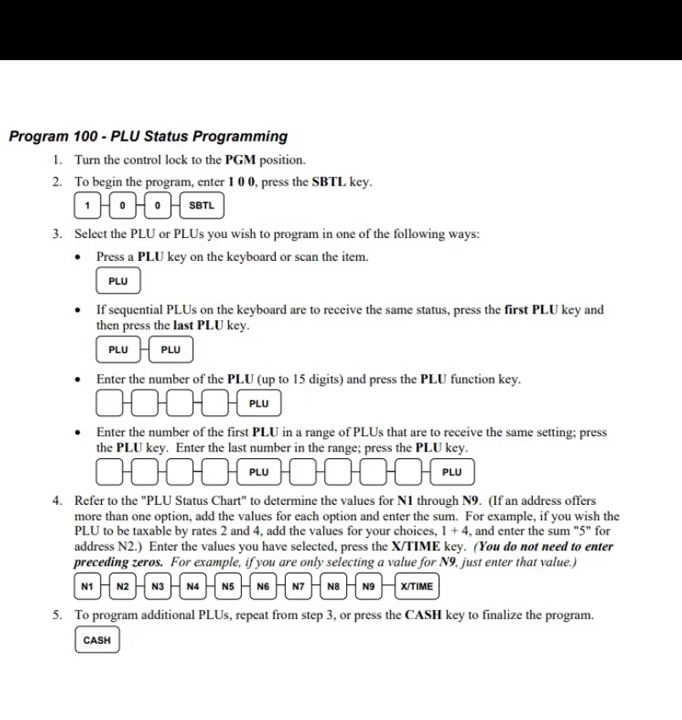 Program 100 - PLU Status Programming
1. Turn the control lock to the PGM position.
2. To begin the program, enter 1 0 0, press the SBTL key.
1 0 0 SBTL
3. Select the PLU or PLUs you wish to program in one of the following ways:
• Press a PLU key on the keyboard or scan the item.
PLU
• If sequential PLUs on the keyboard are to receive the same status, press the first PLU key and
then press the last PLU key.
PLU PLU
• Enter the number of the PLU (up to 15 digits) and press the PLU function key.
PLU
• Enter the number of the first PLU in a range of PLUs that are to receive the same setting; press
the PLU key. Enter the last number in the range; press the PLU key.
PLU PLU
4. Refer to the "PLU Status Chart" to determine the values for N1 through N9. (If an address offers
more than one option, add the values for each option and enter the sum. For example, if you wish the
PLU to be taxable by rates 2 and 4, add the values for your choices, 1 + 4, and enter the sum "5" for
address N2.) Enter the values you have selected, press the X/TIME key. (You do not need to enter
preceding zeros. For example, if you are only selecting a value for N9, just enter that value.)
N1 N2 N3 N4 N5 N6 N7 N8 N9 X/TIME
5. To program additional PLUs, repeat from step 3, or press the CASH key to finalize the program.
CASH